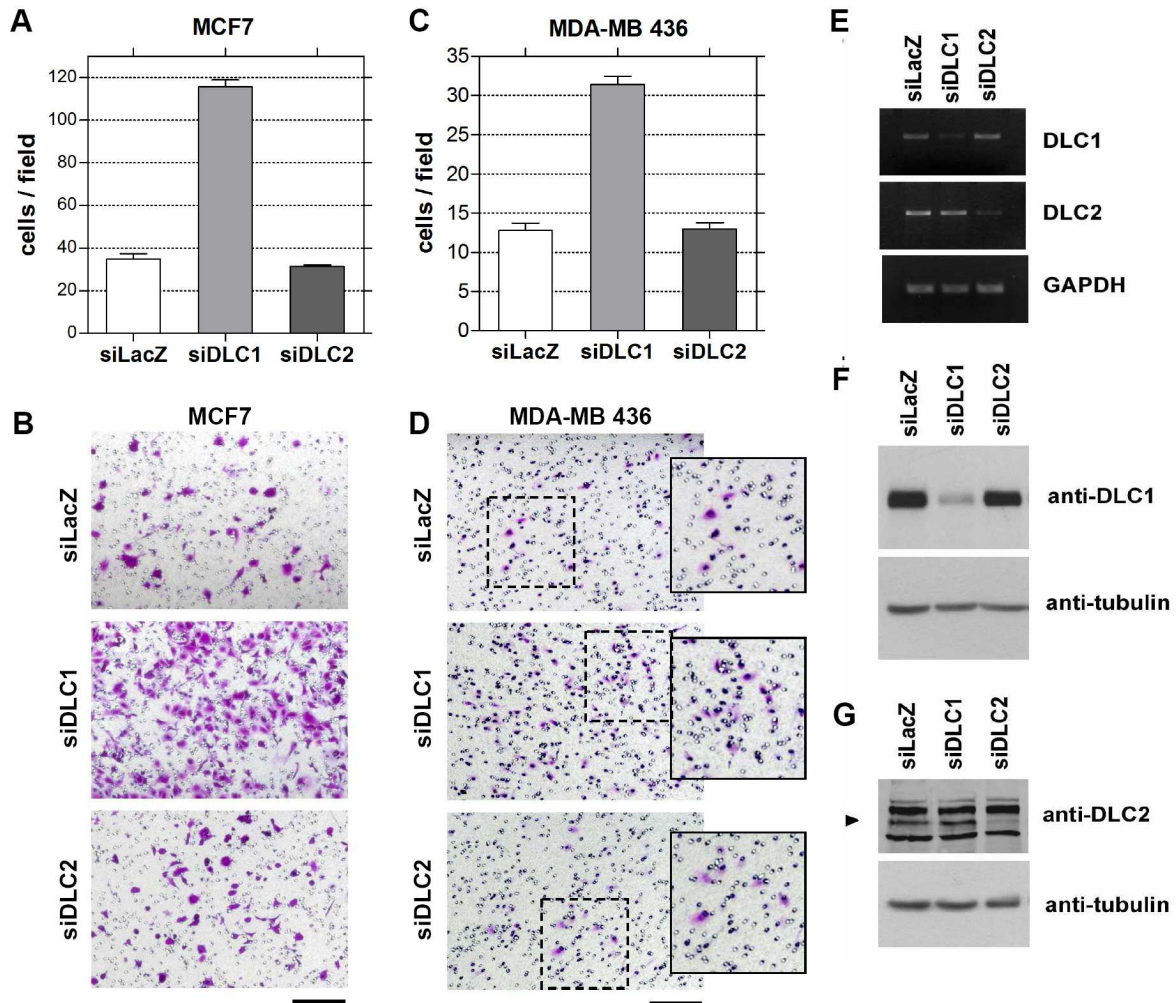 A
MCF7
cells / field
120
100
80
60
40
20
0
siLacZ
siDLC1
siDLC2
B
MCF7
siLacZ
siDLC1
siDLC2
C
MDA-MB 436
cells / field
35
30
25
20
15
10
5
0
siLacZ
siDLC1
siDLC2
D
MDA-MB 436
siLacZ
siDLC1
siDLC2
E
siLacZ
siDLC1
siDLC2
DLC1
DLC2
GAPDH
F
siLacZ
siDLC1
siDLC2
anti-DLC1
anti-tubulin
G
siLacZ
siDLC1
siDLC2
anti-DLC2
anti-tubulin